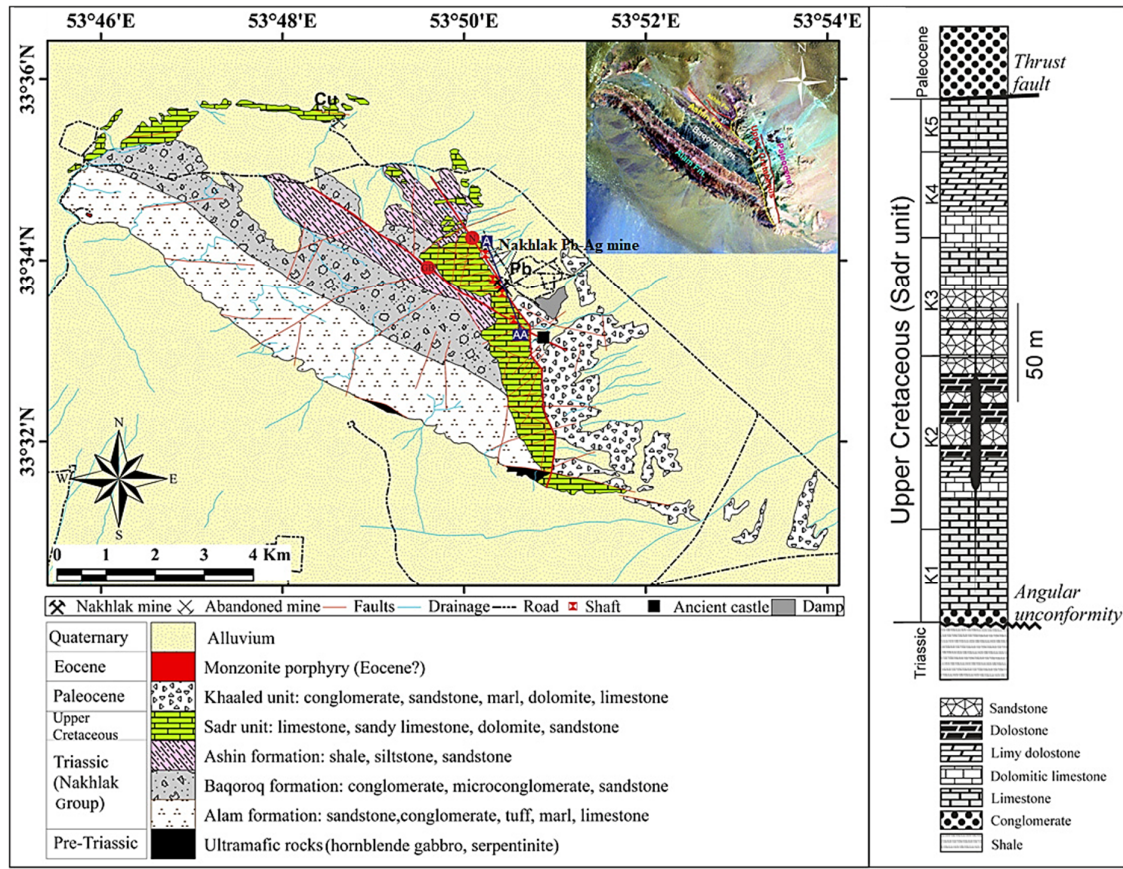 53°46'E 53°48'E 53°50'E 53°52'E 53°54'E
33°36'N
33°34'N
33°32'N
Cu
N
A
Nakhlak Pb-Ag mine
Pb
AA
N
W E
S
0 1 2 3 4 Km
Nakhlak mine Abandoned mine Faults Drainage Road Shaft Ancient castle Damp
Quaternary Alluvium
Eocene Monzonite porphyry (Eocene?)
Paleocene Khaaled unit: conglomerate, sandstone, marl, dolomite, limestone
Upper
Cretaceous
Sadr unit: limestone, sandy limestone, dolomite, sandstone
Triassic
(Nakhlak
Group)
Ashin formation: shale, siltstone, sandstone
Baqoroq formation: conglomerate, microconglomerate, sandstone
Alam formation: sandstone,conglomerate, tuff, marl, limestone
Pre-Triassic Ultramafic rocks (hornblende gabbro, serpentinite)
Paleocene
Thrust
fault
Upper Cretaceous (Sadr unit)
K5
K4
K3
K2
K1
50 m
Angular
unconformity
Triassic
Sandstone
Dolostone
Limy dolostone
Dolomitic limestone
Limestone
Conglomerate
Shale